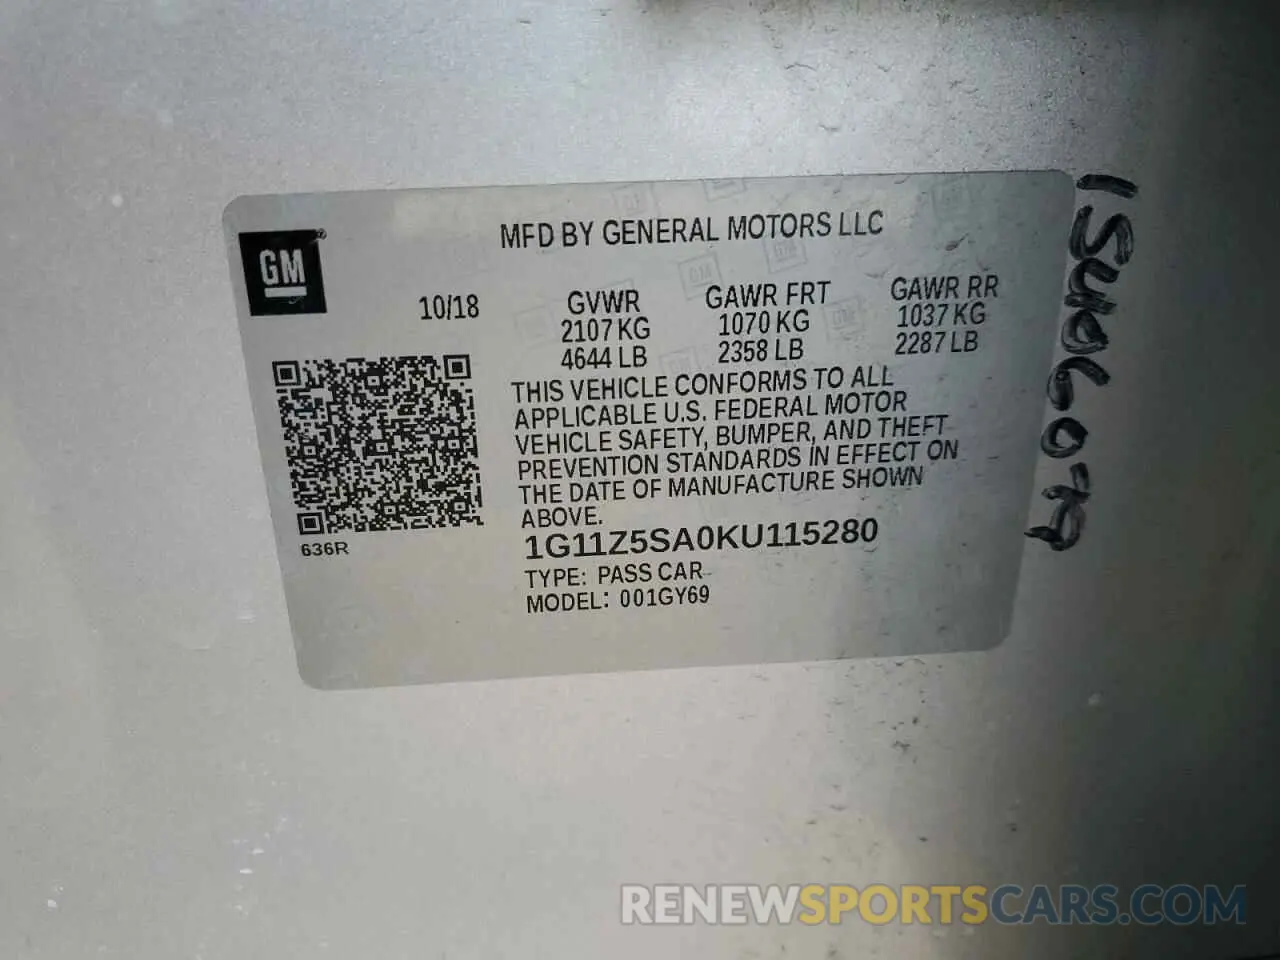 MFD BY GENERAL MOTORS LLC
GM®
10/18
GVWR
2107 KG
4644 LB
GAWR FRT
1070 KG
2358 LB
GAWR RR
1037 KG
2287 LB
THIS VEHICLE CONFORMS TO ALL
APPLICABLE U.S. FEDERAL MOTOR
VEHICLE SAFETY, BUMPER, AND THEFT
PREVENTION STANDARDS IN EFFECT ON
THE DATE OF MANUFACTURE SHOWN
ABOVE.
636R
1G11Z5SA0KU115280
TYPE: PASS CAR
MODEL: 001GY69
RENEWSPORTSCARS.COM